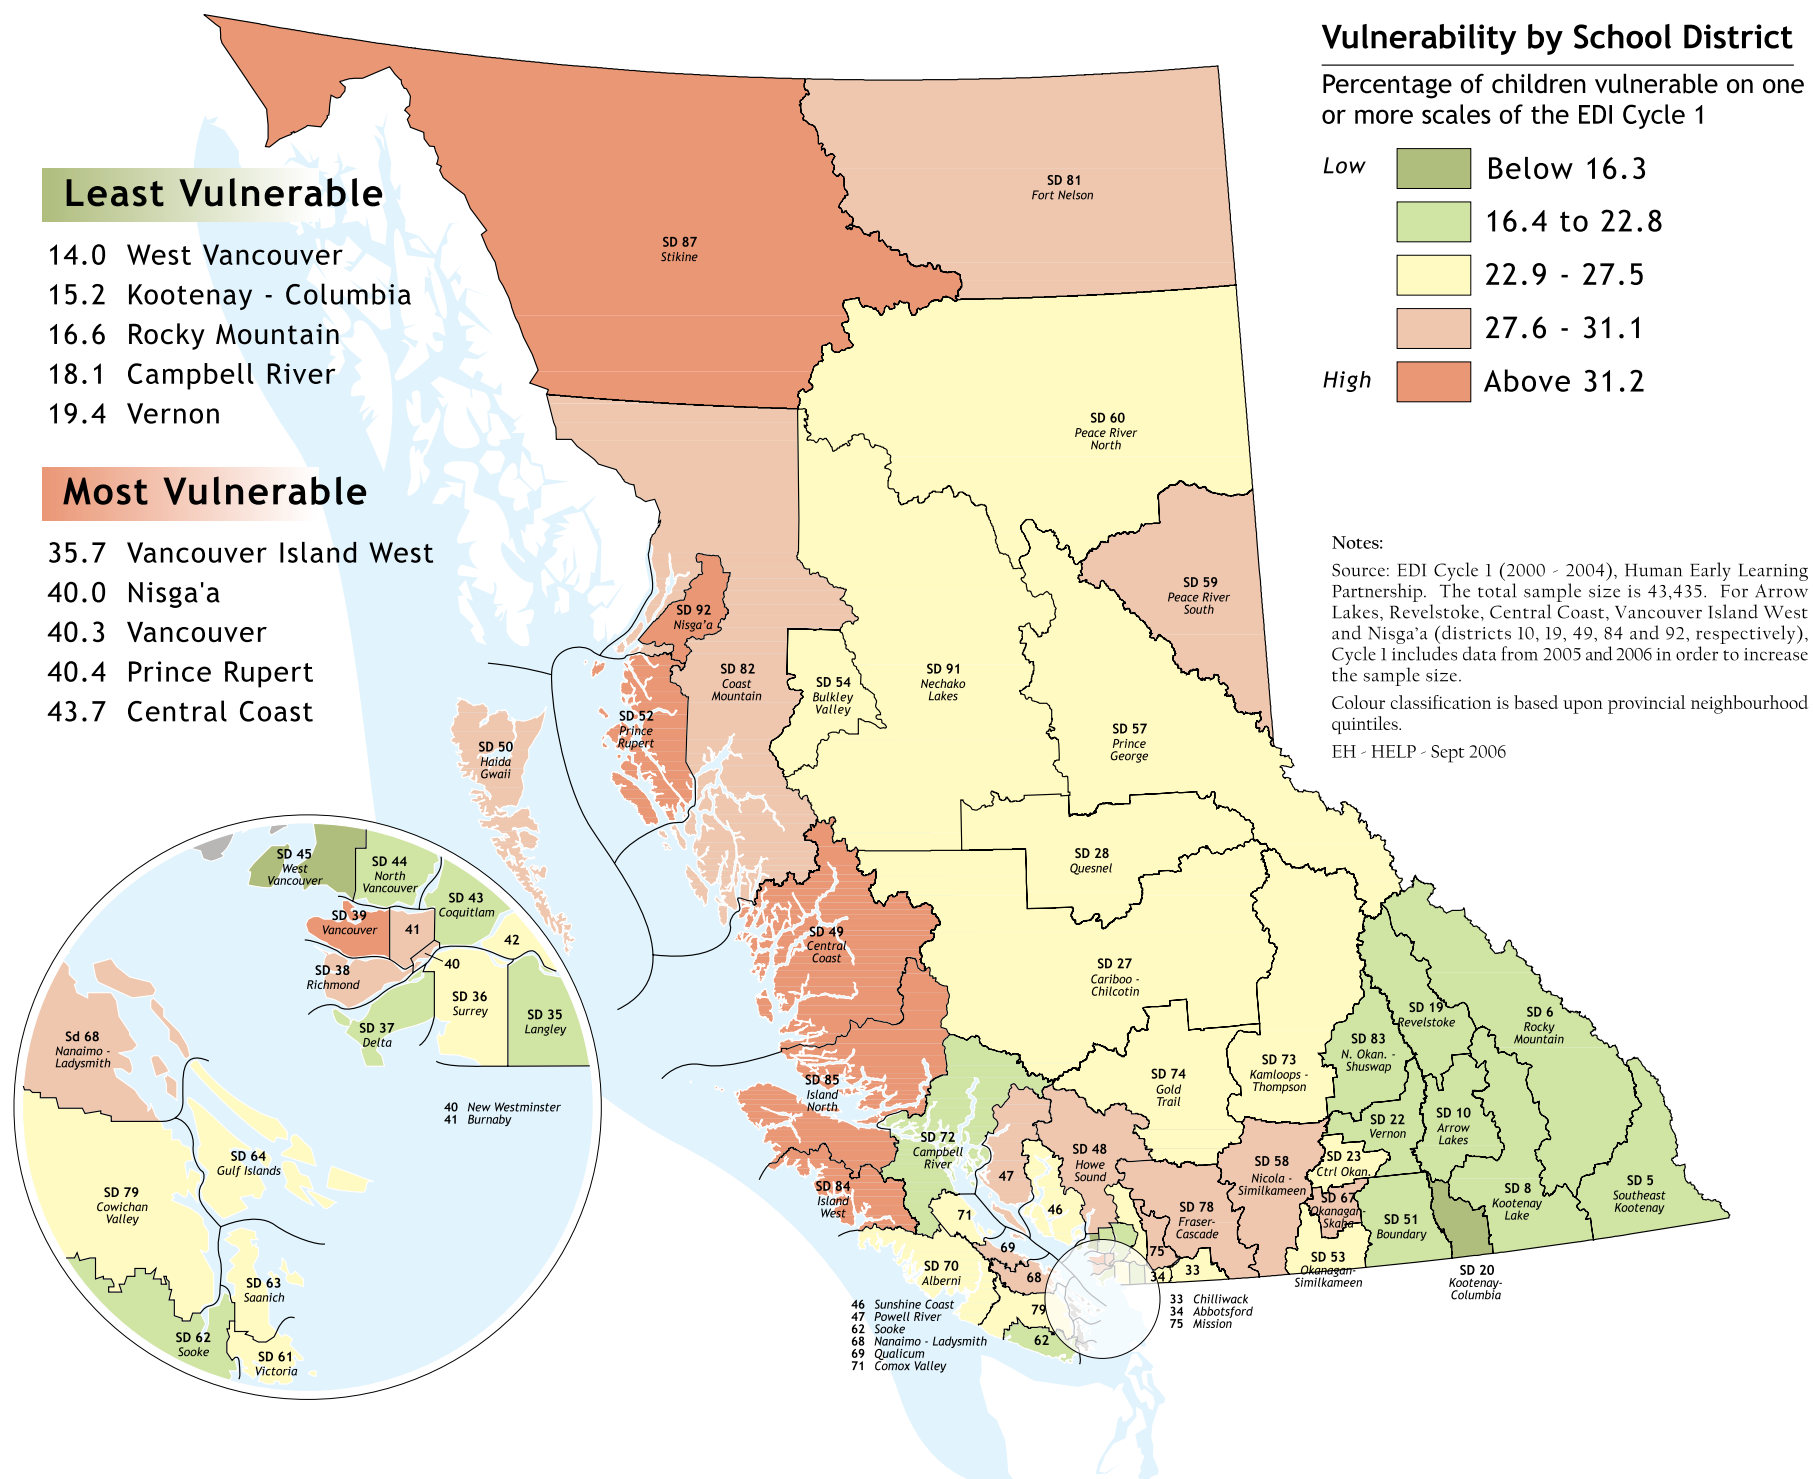 Vulnerability by School District
Percentage of children vulnerable on one
or more scales of the EDI Cycle 1
Low
Below 16.3
16.4 to 22.8
22.9 - 27.5
27.6 - 31.1
High
Above 31.2
Least Vulnerable
14.0 West Vancouver
15.2 Kootenay - Columbia
16.6 Rocky Mountain
18.1 Campbell River
19.4 Vernon
Most Vulnerable
35.7 Vancouver Island West
40.0 Nisga'a
40.3 Vancouver
40.4 Prince Rupert
43.7 Central Coast
Notes:
Source: EDI Cycle 1 (2000 - 2004), Human Early Learning
Partnership. The total sample size is 43,435. For Arrow
Lakes, Revelstoke, Central Coast, Vancouver Island West
and Nisga'a (districts 10, 19, 49, 84 and 92, respectively),
Cycle 1 includes data from 2005 and 2006 in order to increase
the sample size.
Colour classification is based upon provincial neighbourhood
quintiles.
EH - HELP - Sept 2006
SD 81
Fort Nelson
SD 87
Stikine
SD 60
Peace River
North
SD 59
Peace River
South
SD 92
Nisga'a
SD 82
Coast
Mountain
SD 54
Bulkley
Valley
SD 91
Nechako
Lakes
SD 52
Prince
Rupert
SD 57
Prince
George
SD 50
Haida
Gwaii
SD 28
Quesnel
SD 49
Central
Coast
SD 27
Cariboo -
Chilcotin
SD 19
Revelstoke
SD 6
Rocky
Mountain
SD 83
N. Okan. -
Shuswap
SD 73
Kamloops -
Thompson
SD 74
Gold
Trail
SD 85
Island
North
SD 22
Vernon
SD 10
Arrow
Lakes
SD 72
Campbell
River
SD 48
Howe
Sound
47
SD 58
Nicola -
Similkameen
SD 23
Ctrl Okan.
SD 84
Island
West
SD 67
Okanagan
Skaha
SD 8
Kootenay
Lake
SD 5
Southeast
Kootenay
SD 78
Fraser-
Cascade
SD 51
Boundary
71
46
69
75
SD 70
Alberni
68
34
33
SD 53
Okanagan-
Similkameen
SD 20
Kootenay-
Columbia
79
62
46 Sunshine Coast
47 Powell River
62 Sooke
68 Nanaimo - Ladysmith
69 Qualicum
71 Comox Valley
33 Chilliwack
34 Abbotsford
75 Mission
SD 45
West
Vancouver
SD 44
North
Vancouver
SD 43
Coquitlam
SD 39
Vancouver
41
42
40
SD 38
Richmond
SD 36
Surrey
SD 35
Langley
SD 37
Delta
Sd 68
Nanaimo -
Ladysmith
40 New Westminster
41 Burnaby
SD 64
Gulf Islands
SD 79
Cowichan
Valley
SD 63
Saanich
SD 62
Sooke
SD 61
Victoria